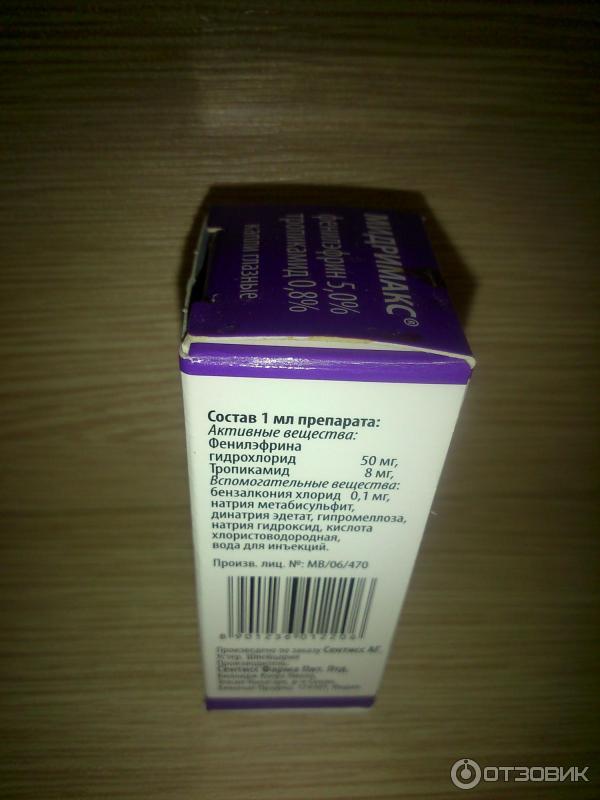 МИДРИМАКС®
фенилэфрин 5,0%
тропикамид 0,8%
капли глазные
Состав 1 мл препарата:
Активные вещества:
Фенилэфрина
гидрохлорид 50 мг,
Тропикамид 8 мг,
Вспомогательные вещества:
бензалкония хлорид 0,1 мг,
натрия метабисульфит,
динатрия эдетат, гипромеллоза,
натрия гидроксид, кислота
хлористоводородная,
вода для инъекций.
Произв. лиц. №: MB/06/470
Произведено по заказу Сентисс АГ,
Швейцария
Производитель:
Сентисс Фарма Пвт. Лтд.
Индия
ОТЗОВИК